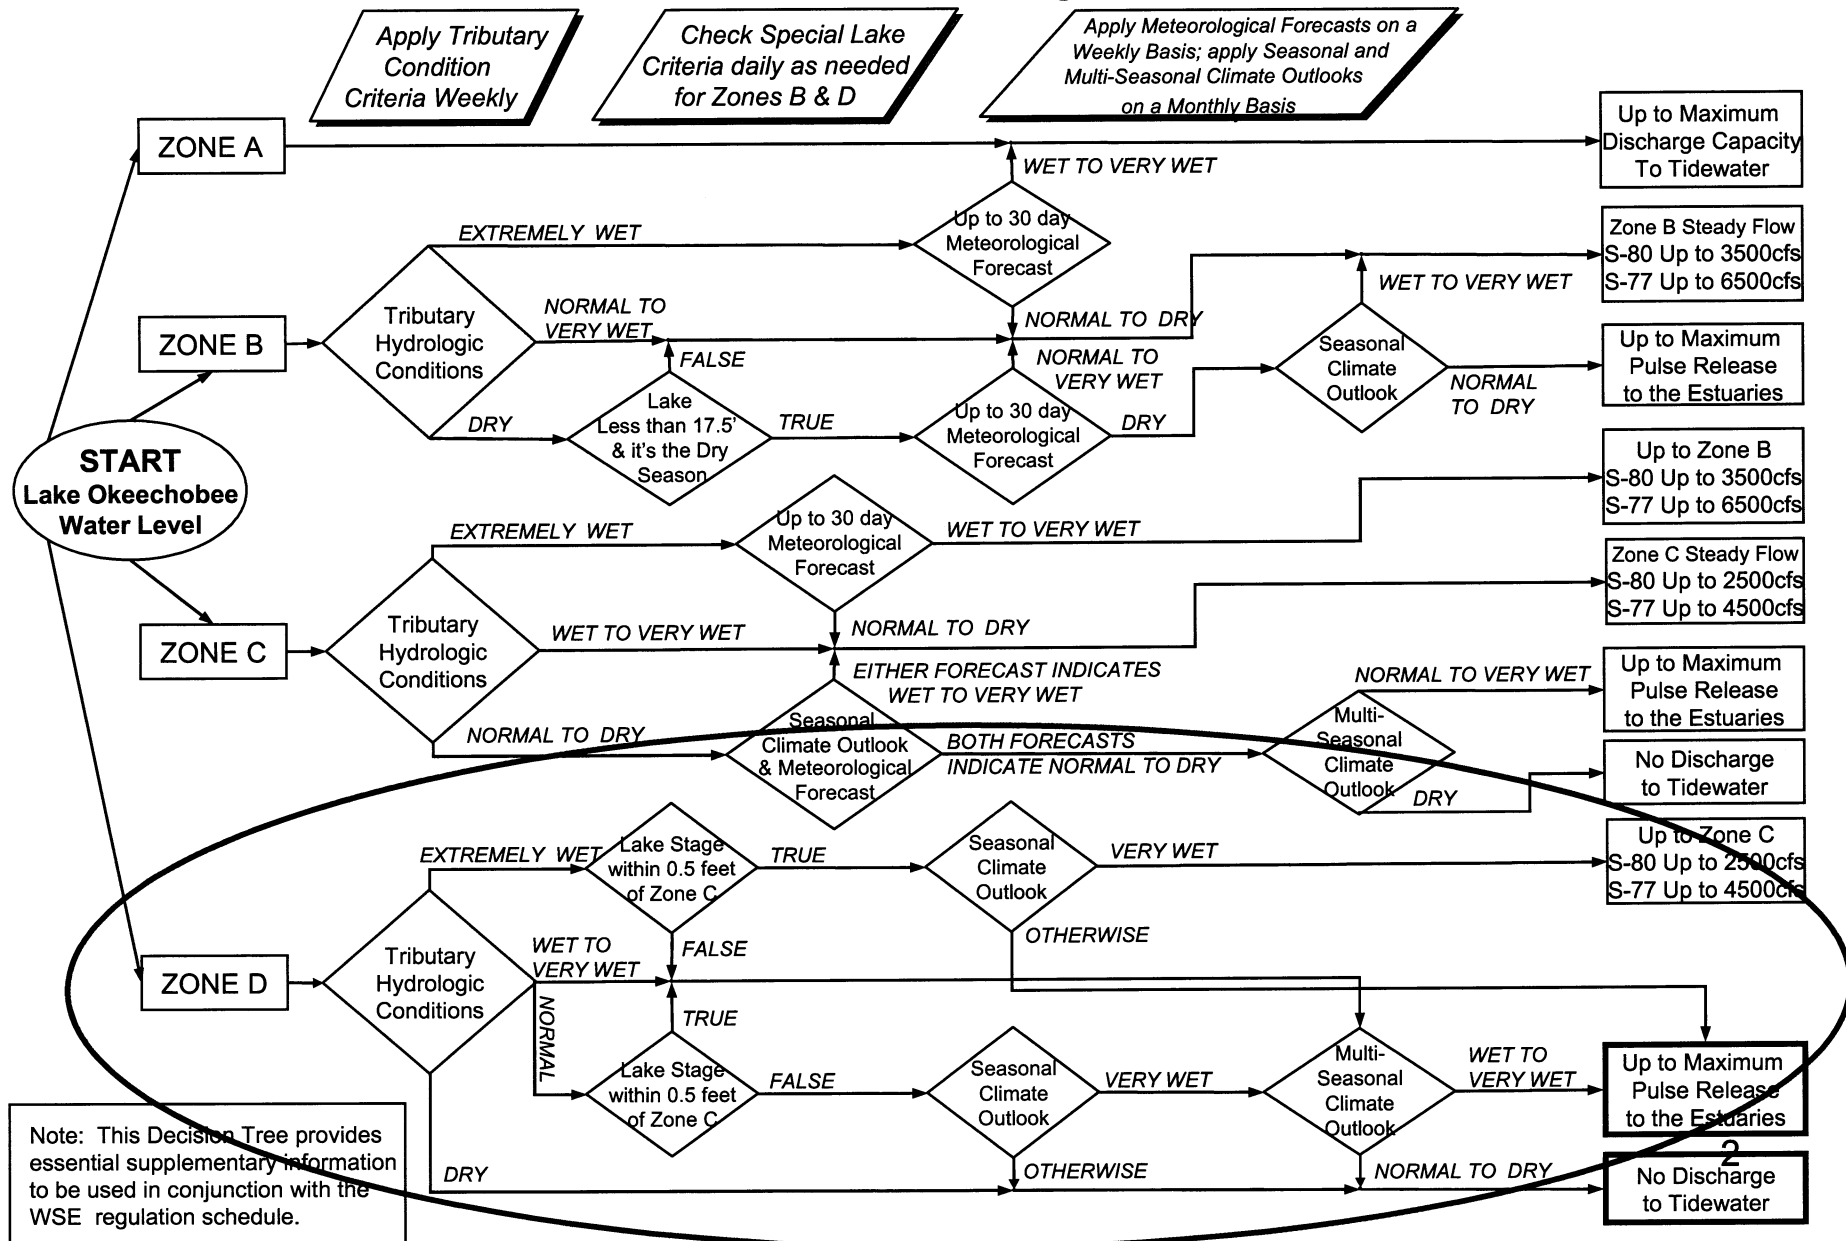 Apply Tributary
Condition
Criteria Weekly
Check Special Lake
Criteria daily as needed
for Zones B & D
Apply Meteorological Forecasts on a
Weekly Basis; apply Seasonal and
Multi-Seasonal Climate Outlooks
on a Monthly Basis
ZONE A
WET TO VERY WET
Up to Maximum
Discharge Capacity
To Tidewater
EXTREMELY WET
Up to 30 day
Meteorological
Forecast
Zone B Steady Flow
S-80 Up to 3500cfs
S-77 Up to 6500cfs
WET TO VERY WET
ZONE B
Tributary
Hydrologic
Conditions
NORMAL TO
VERY WET
NORMAL TO DRY
FALSE
NORMAL TO
VERY WET
Seasonal
Climate
Outlook
NORMAL
TO DRY
Up to Maximum
Pulse Release
to the Estuaries
DRY
Lake
Less than 17.5'
& it's the Dry
Season
TRUE
Up to 30 day
Meteorological
Forecast
DRY
START
Lake Okeechobee
Water Level
Up to Zone B
S-80 Up to 3500cfs
S-77 Up to 6500cfs
EXTREMELY WET
Up to 30 day
Meteorological
Forecast
WET TO VERY WET
Zone C Steady Flow
S-80 Up to 2500cfs
S-77 Up to 4500cfs
ZONE C
Tributary
Hydrologic
Conditions
WET TO VERY WET
NORMAL TO DRY
EITHER FORECAST INDICATES
WET TO VERY WET
NORMAL TO VERY WET
Up to Maximum
Pulse Release
to the Estuaries
NORMAL TO DRY
Seasonal
Climate Outlook
& Meteorological
Forecast
BOTH FORECASTS
INDICATE NORMAL TO DRY
Multi-
Seasonal
Climate
Outlook
DRY
No Discharge
to Tidewater
EXTREMELY WET
Lake Stage
within 0.5 feet
of Zone C
TRUE
Seasonal
Climate
Outlook
VERY WET
Up to Zone C
S-80 Up to 2500cfs
S-77 Up to 4500cfs
OTHERWISE
FALSE
ZONE D
Tributary
Hydrologic
Conditions
WET TO
VERY WET
NORMAL
TRUE
Lake Stage
within 0.5 feet
of Zone C
FALSE
Seasonal
Climate
Outlook
VERY WET
Multi-
Seasonal
Climate
Outlook
WET TO
VERY WET
Up to Maximum
Pulse Release
to the Estuaries
2
DRY
OTHERWISE
NORMAL TO DRY
No Discharge
to Tidewater
Note: This Decision Tree provides
essential supplementary information
to be used in conjunction with the
WSE regulation schedule.